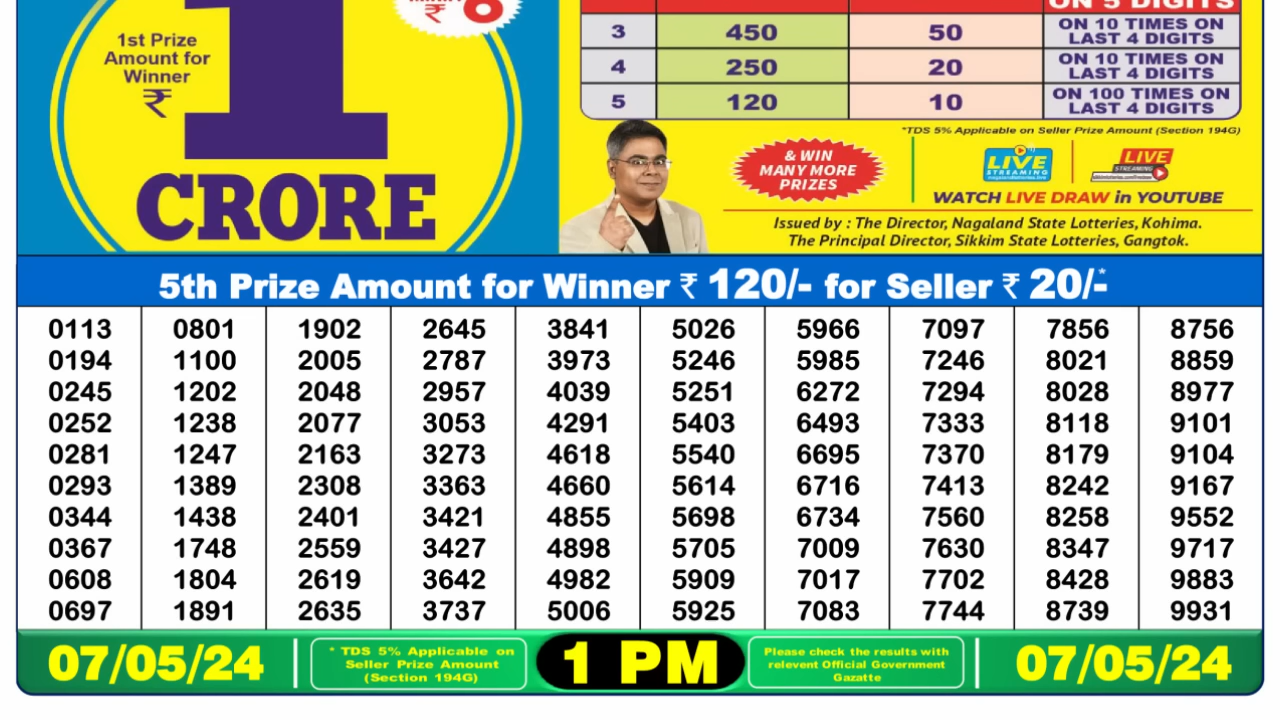 1
CRORE
1st Prize
Amount for
Winner
₹
₹ 6
ON 5 DIGITS
3 450 50 ON 10 TIMES ON
LAST 4 DIGITS
4 250 20 ON 10 TIMES ON
LAST 4 DIGITS
5 120 10 ON 100 TIMES ON
LAST 4 DIGITS
*TDS 5% Applicable on Seller Prize Amount (Section 194G)
& WIN
MANY MORE
PRIZES
LIVE
STREAMING
LIVE
STREAMING
WATCH LIVE DRAW in YOUTUBE
Issued by : The Director, Nagaland State Lotteries, Kohima.
The Principal Director, Sikkim State Lotteries, Gangtok.
5th Prize Amount for Winner ₹ 120/- for Seller ₹ 20/-*
0113 0801 1902 2645 3841 5026 5966 7097 7856 8756
0194 1100 2005 2787 3973 5246 5985 7246 8021 8859
0245 1202 2048 2957 4039 5251 6272 7294 8028 8977
0252 1238 2077 3053 4291 5403 6493 7333 8118 9101
0281 1247 2163 3273 4618 5540 6695 7370 8179 9104
0293 1389 2308 3363 4660 5614 6716 7413 8242 9167
0344 1438 2401 3421 4855 5698 6734 7560 8258 9552
0367 1748 2559 3427 4898 5705 7009 7630 8347 9717
0608 1804 2619 3642 4982 5909 7017 7702 8428 9883
0697 1891 2635 3737 5006 5925 7083 7744 8739 9931
07/05/24
* TDS 5% Applicable on
Seller Prize Amount
(Section 194G)
1 PM
Please check the results with
relevent Official Government
Gazatte
07/05/24